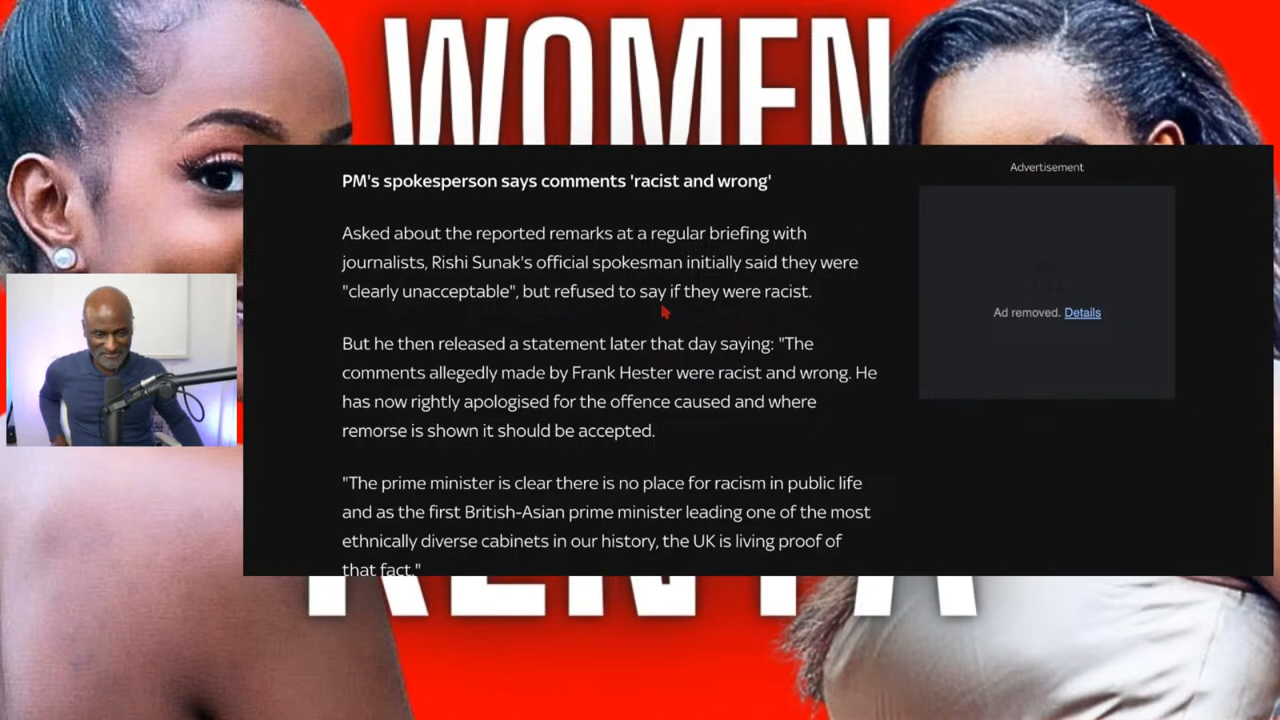 WOMEN
Advertisement
PM's spokesperson says comments 'racist and wrong'
Asked about the reported remarks at a regular briefing with
journalists, Rishi Sunak's official spokesman initially said they were
"clearly unacceptable", but refused to say if they were racist.
Ad removed. Details
But he then released a statement later that day saying: "The
comments allegedly made by Frank Hester were racist and wrong. He
has now rightly apologised for the offence caused and where
remorse is shown it should be accepted.
"The prime minister is clear there is no place for racism in public life
and as the first British-Asian prime minister leading one of the most
ethnically diverse cabinets in our history, the UK is living proof of
that fact."